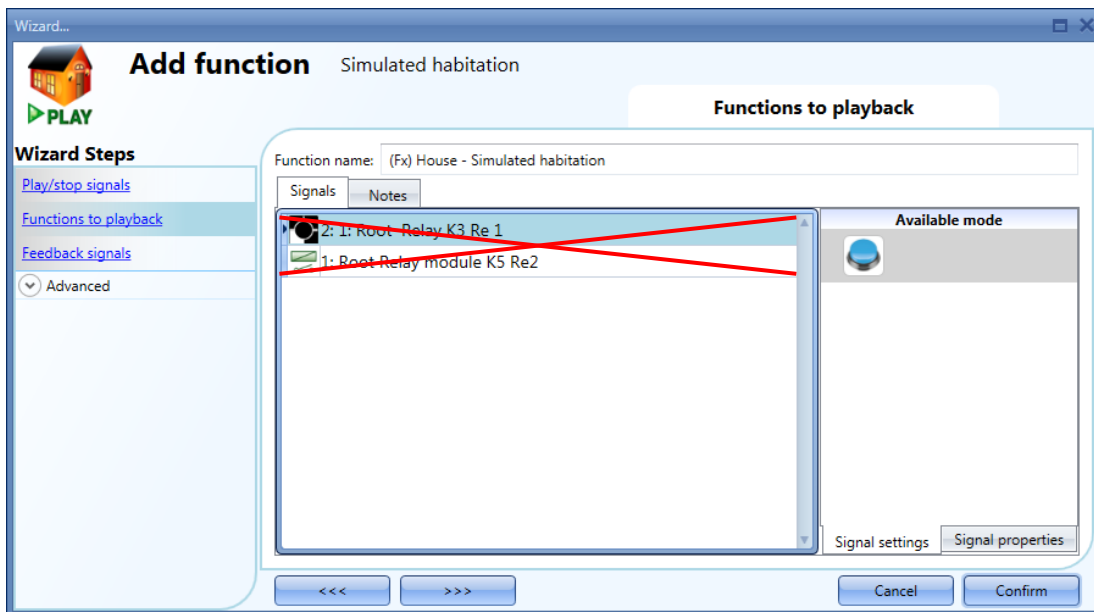 Wizard...
Add function Simulated habitation
PLAY
Functions to playback
Wizard Steps
Play/stop signals
Functions to playback
Feedback signals
Advanced
Function name: (Fx) House - Simulated habitation
Signals Notes
2: 1: Root Relay K3 Re 1
1: Root Relay module K5 Re2
Available mode
Signal settings Signal properties
<<< >>> Cancel Confirm